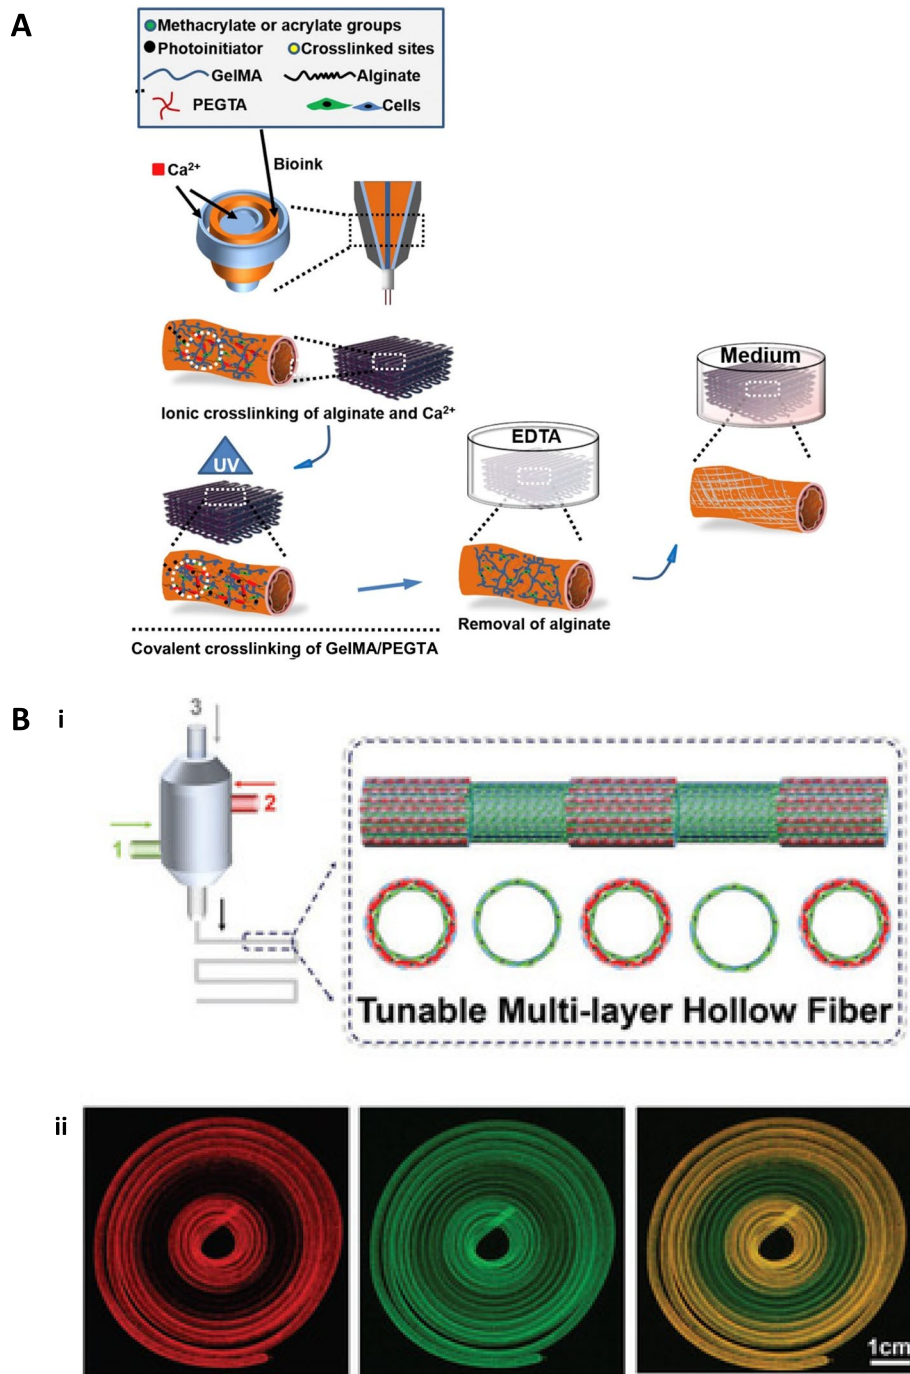 A
Methacrylate or acrylate groups
Photoinitiator Crosslinked sites
GelMA Alginate
PEGTA Cells
Ca²⁺ Bioink
Ionic crosslinking of alginate and Ca²⁺
Medium
UV
EDTA
Removal of alginate
Covalent crosslinking of GelMA/PEGTA
B i
3
2
1
Tunable Multi-layer Hollow Fiber
ii
1cm